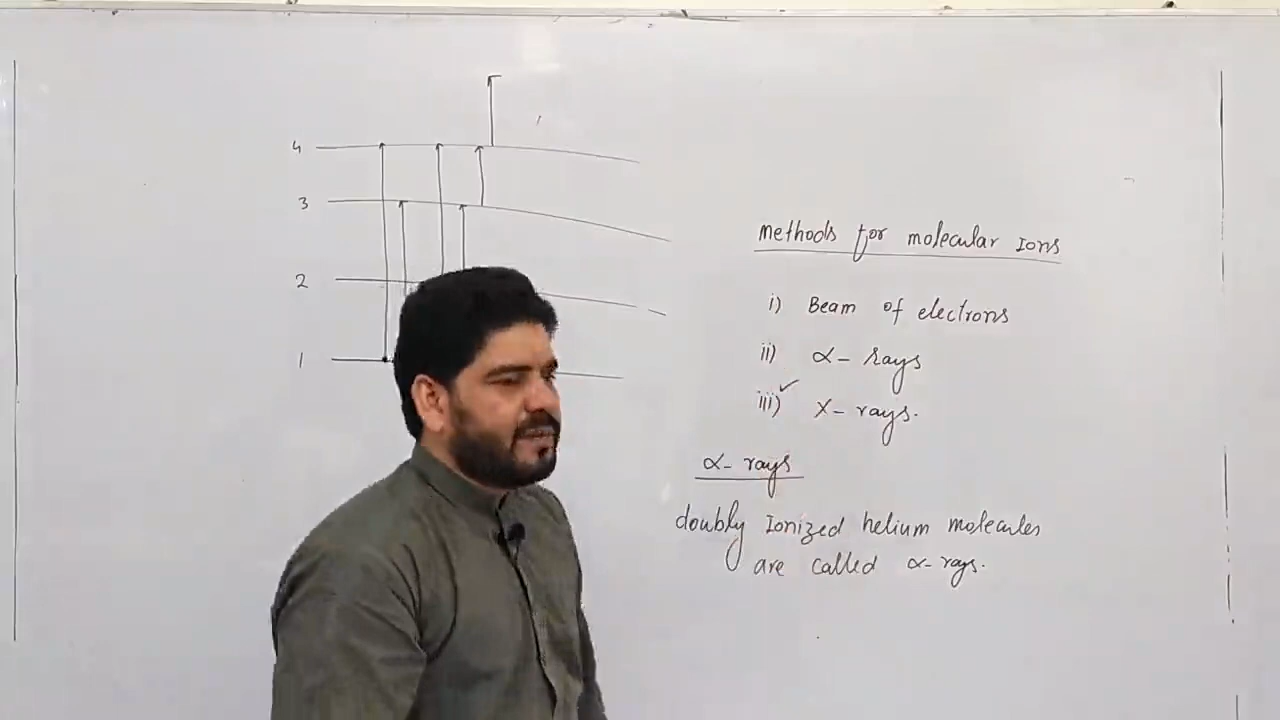 4
3
2
1
methods for molecular Ions
i) Beam of electrons
ii) α- rays
iii) ✓ X- rays.
α- rays
doubly Ionized helium molecules
are called α- rays.